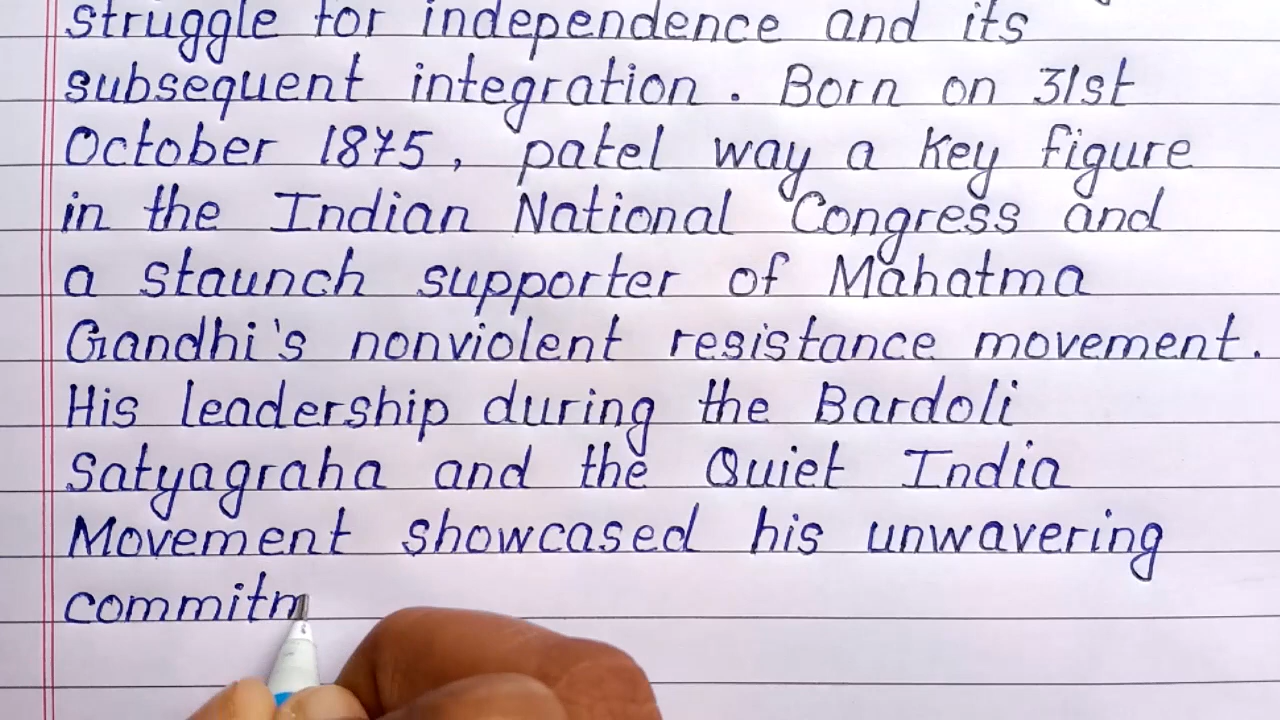 struggle for independence and its
subsequent integration. Born on 31st
October 1875, patel way a key figure
in the Indian National Congress and
a staunch supporter of Mahatma
Gandhi's nonviolent resistance movement.
His leadership during the Bardoli
Satyagraha and the Quiet India
Movement showcased his unwavering
commitm